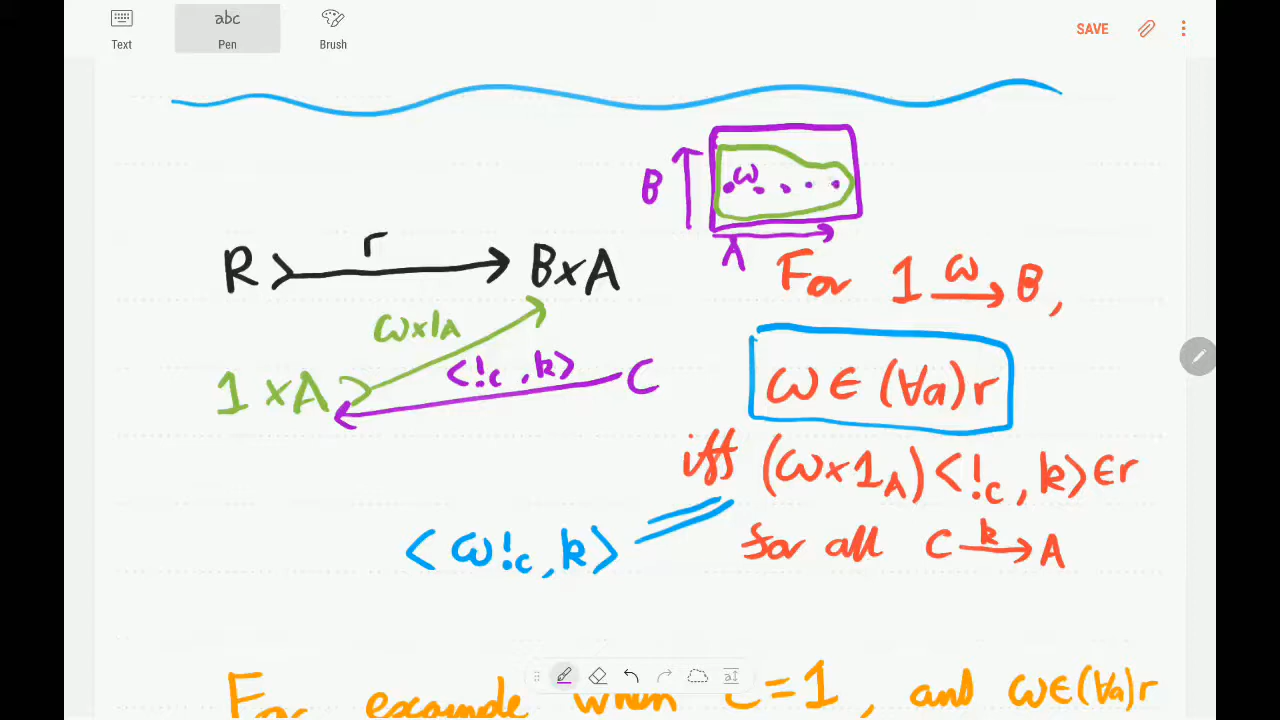 Text
abc
Pen
Brush
SAVE
B
ω
A
R r B×A
For 1 ω B,
ω×1A
<!c, k>
1×A C
ω∈(∀a)r
iff (ω×1A)<!c, k>∈r
<ω!c, k>
for all C k A
For example when C=1, and ω∈(∀a)r